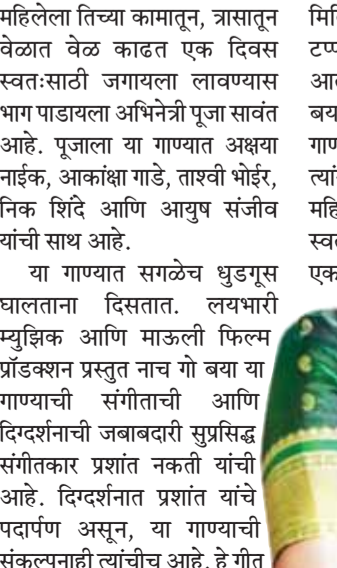 महिलेला तिच्या कामातून, त्रासातून
वेळात वेळ काढत एक दिवस
स्वतःसाठी जगायला लावण्यास
भाग पाडायला अभिनेत्री पूजा सावंत
आहे. पूजाला या गाण्यात अक्षया
नाईक, आकांक्षा गाडे, ताश्वी भोईर,
निक शिंदे आणि आयुष संजीव
यांची साथ आहे.
या गाण्यात सगळेच धुडगूस
घालताना दिसतात. लयभारी
म्युझिक आणि माऊली फिल्म
प्रॉडक्शन प्रस्तुत नाच गो बया या
गाण्याची संगीताची आणि
दिग्दर्शनाची जबाबदारी सुप्रसिद्ध
संगीतकार प्रशांत नकती यांची
आहे. दिग्दर्शनात प्रशांत यांचे
पदार्पण असून, या गाण्याची
संकल्पनाही त्यांचीच आहे. हे गीत